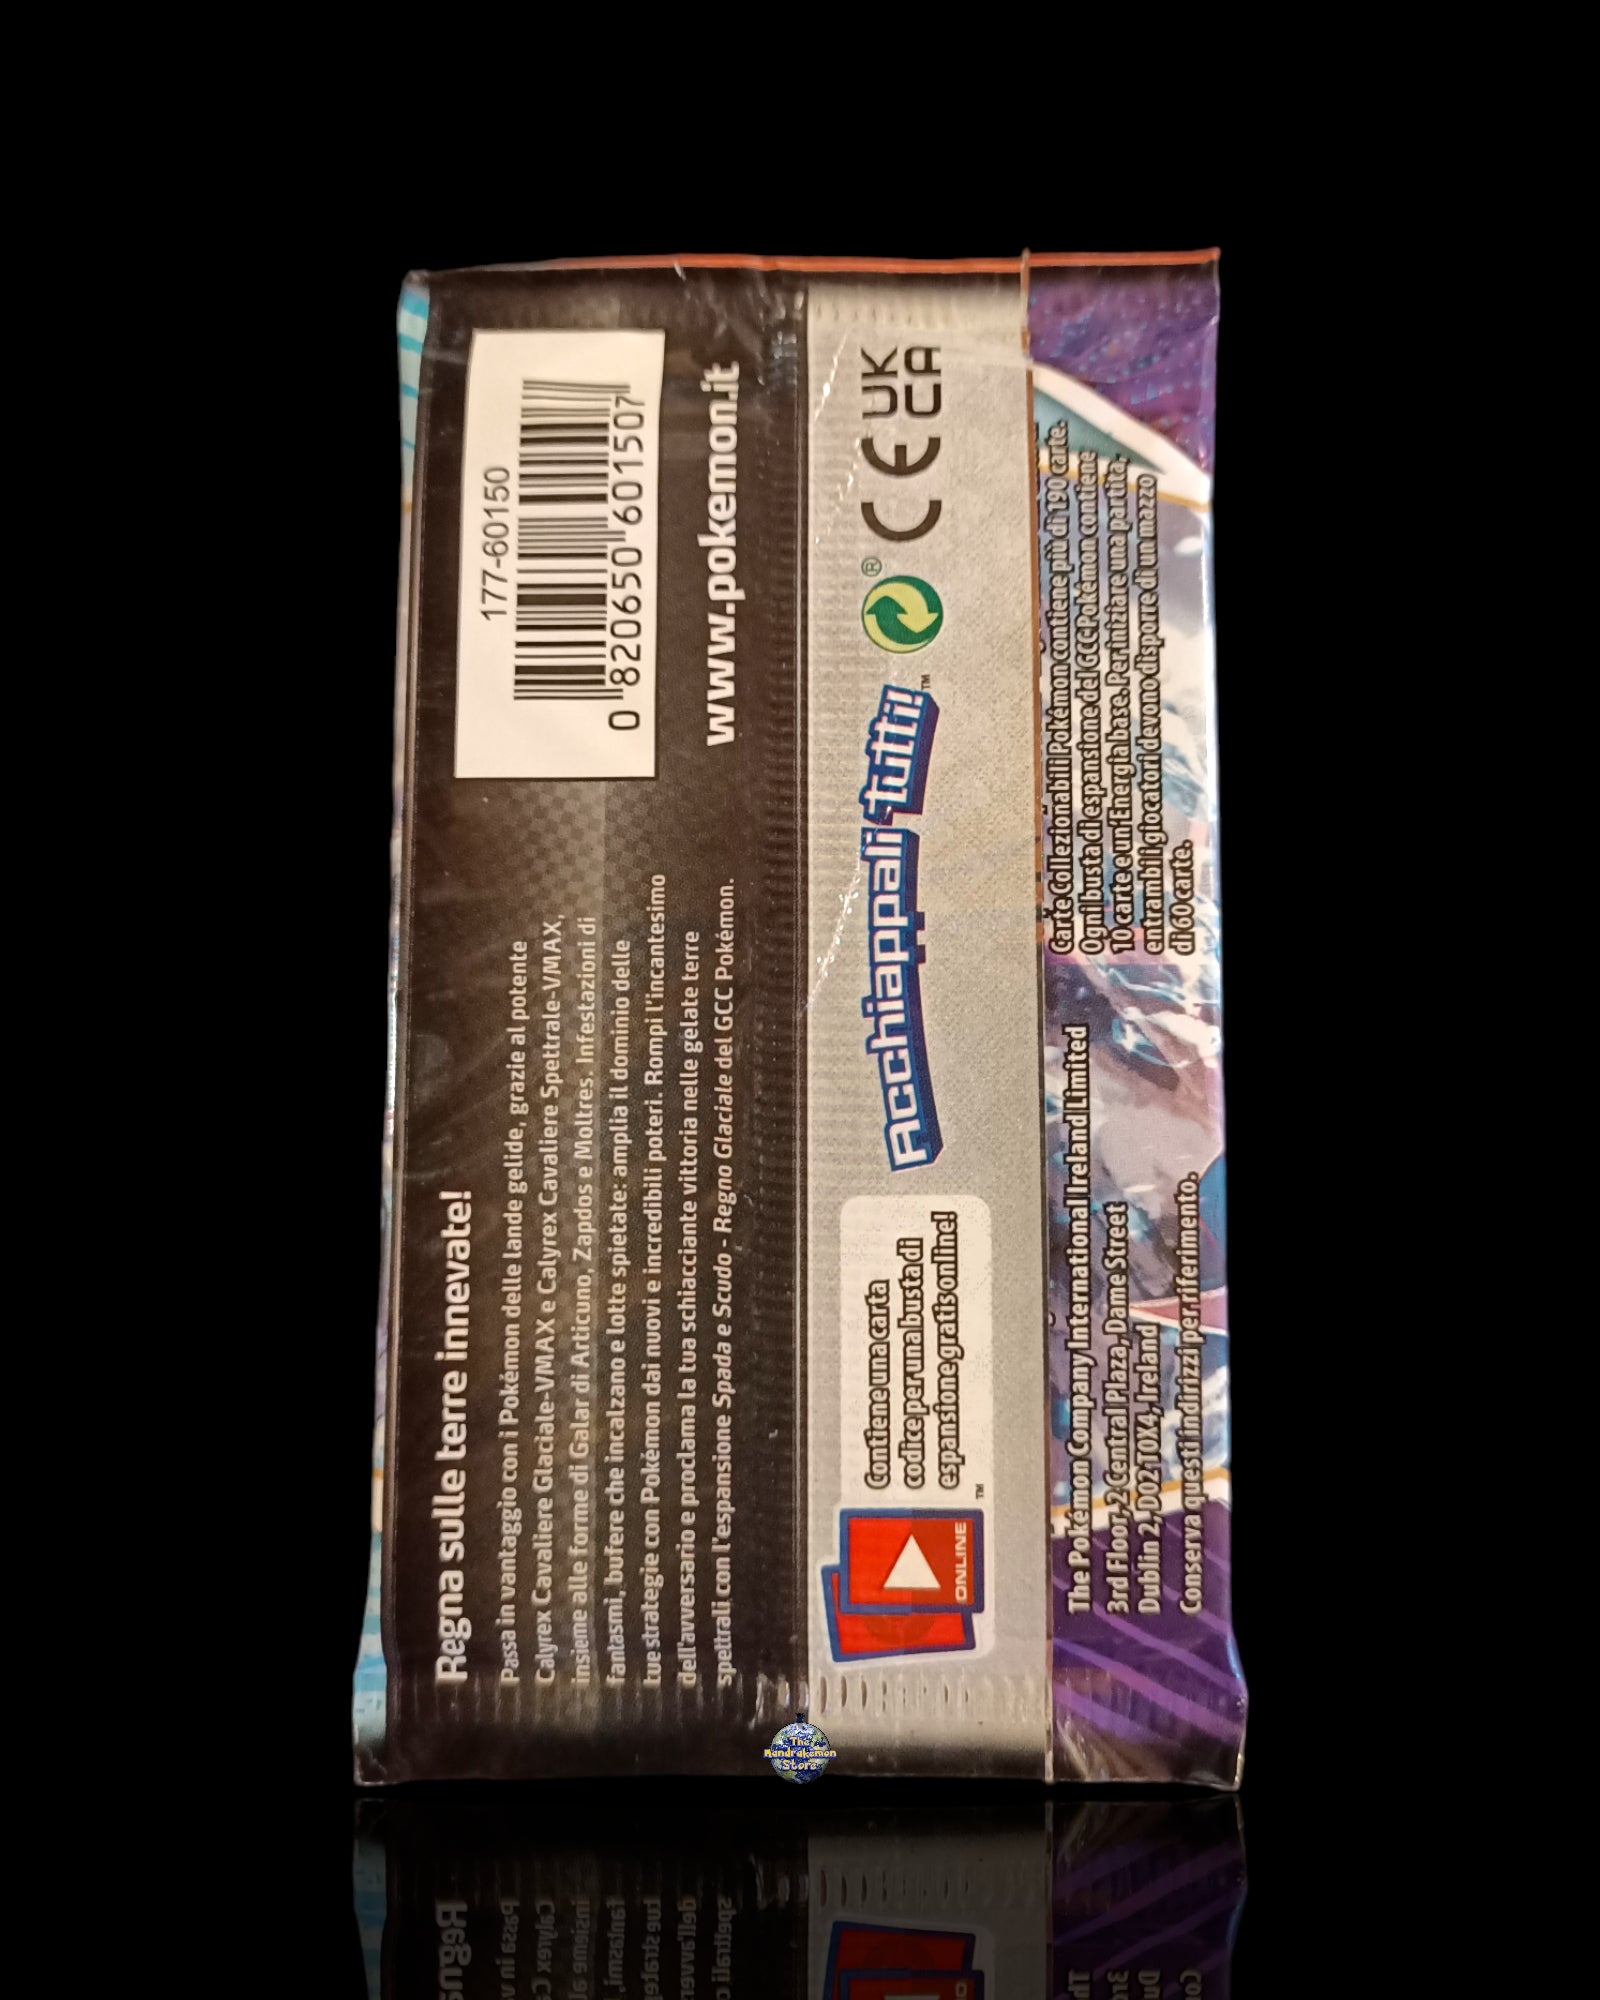 Regna sulle terre innevate!
Passa in vantaggio con i Pokémon delle lande gelide, grazie al potente
Calyrex Cavaliere Glaciale-VMAX e Calyrex Cavaliere Spettrale-VMAX,
insieme alle forme di Galar di Articuno, Zapdos e Moltres. Infestazioni di
fantasmi, bufere che incalzano e lotte spietate: amplia il dominio delle
tue strategie con Pokémon dai nuovi e incredibili poteri. Rompi l'incantesimo
dell'avversario e proclama la tua schiacciante vittoria nelle gelate terre
spettrali con l'espansione Spada e Scudo - Regno Glaciale del GCC Pokémon.
177-60150
0 820650 601507
www.pokemon.it
ONLINE
TM
Contiene una carta
codice per una busta di
espansione gratis online!
Acchiappali tutti!
TM
®
CE
UK
CA
The Pokémon Company International Ireland Limited
3rd Floor, 2 Central Plaza, Dame Street
Dublin 2, D02 T0X4, Ireland
Conserva questi indirizzi per riferimento.
Carte Collezionabili Pokémon contiene più di 190 carte.
Ogni busta di espansione del GCC Pokémon contiene
10 carte e un'Energia base. Per iniziare una partita,
entrambi i giocatori devono disporre di un mazzo
di 60 carte.
The
Mandrakemon
Store